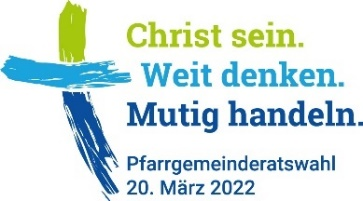 Christ sein.
Weit denken.
Mutig handeln.
Pfarrgemeinderatswahl
20. März 2022